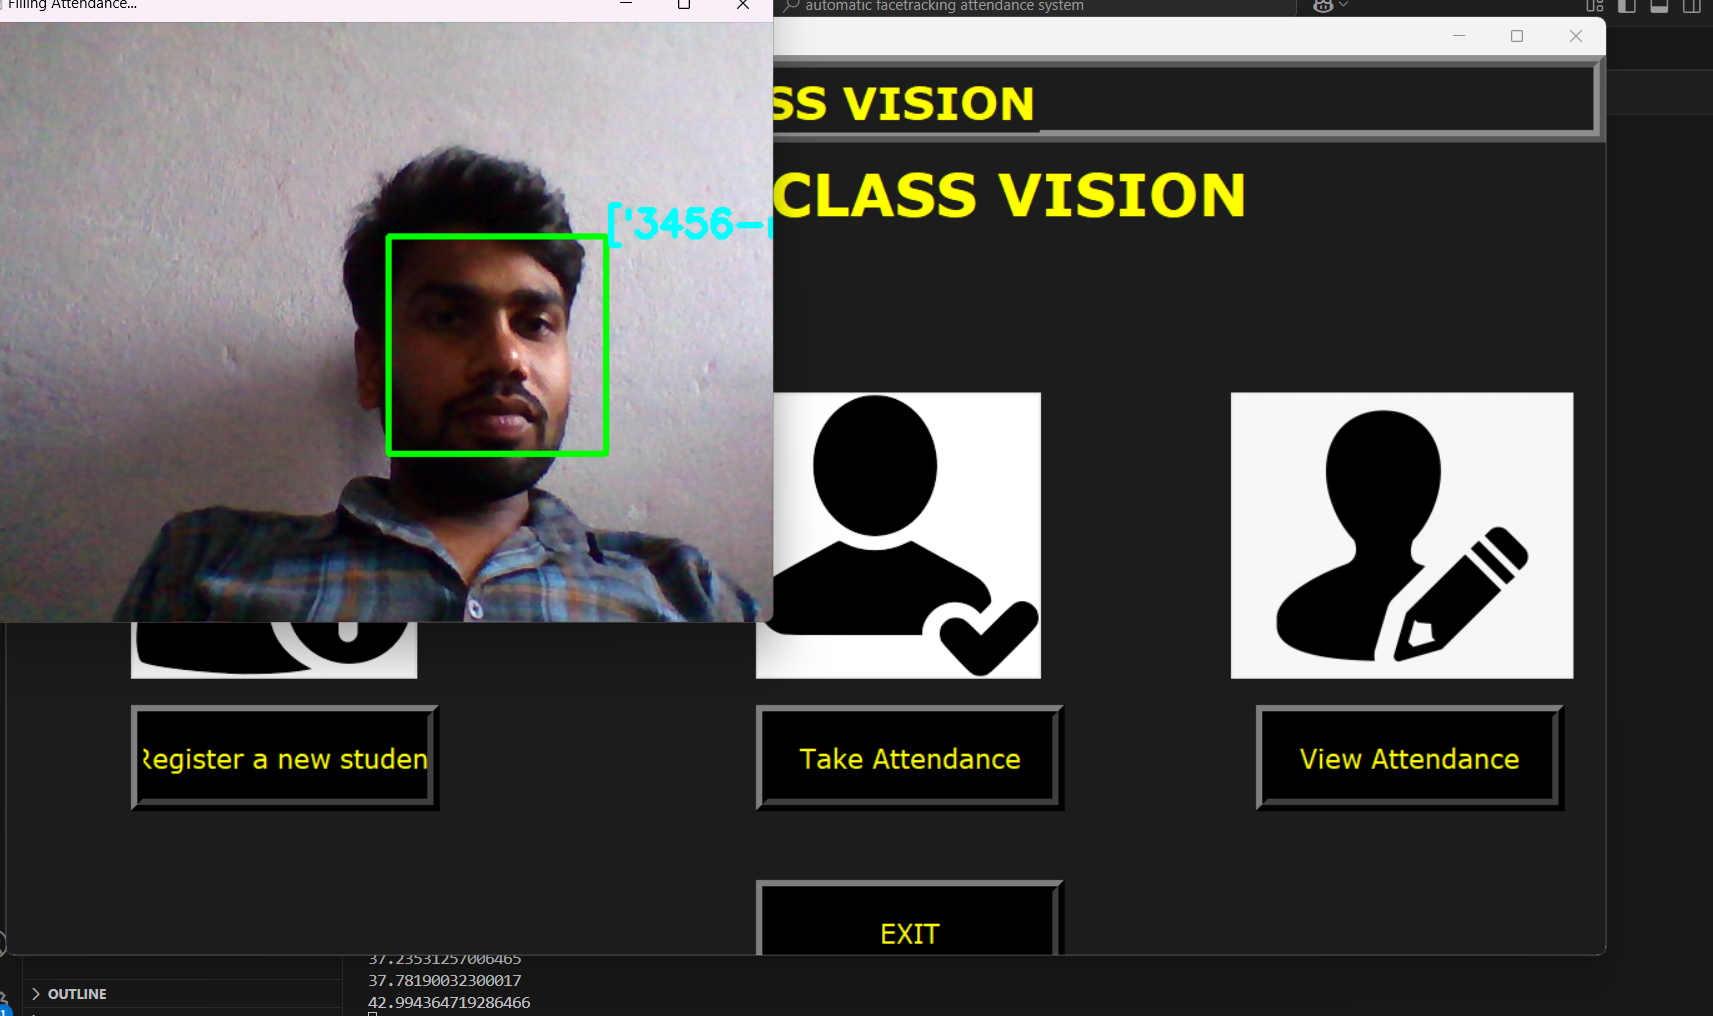 Filling Attendance...
automatic facetracking attendance system
SS VISION
CLASS VISION
['3456-
Register a new studen
Take Attendance
View Attendance
EXIT
37.23531257006465
37.78190032300017
42.994364719286466
OUTLINE
1